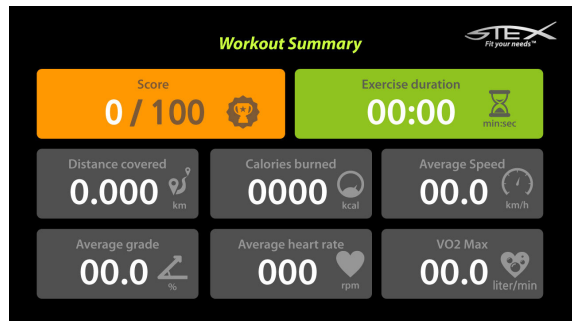 STEX
Fit your needs™
Workout Summary
Score
0 / 100
Exercise duration
00:00
min:sec
Distance covered
0.000
km
Calories burned
0000
kcal
Average Speed
00.0
km/h
Average grade
00.0
%
Average heart rate
000
rpm
VO2 Max
00.0
liter/min